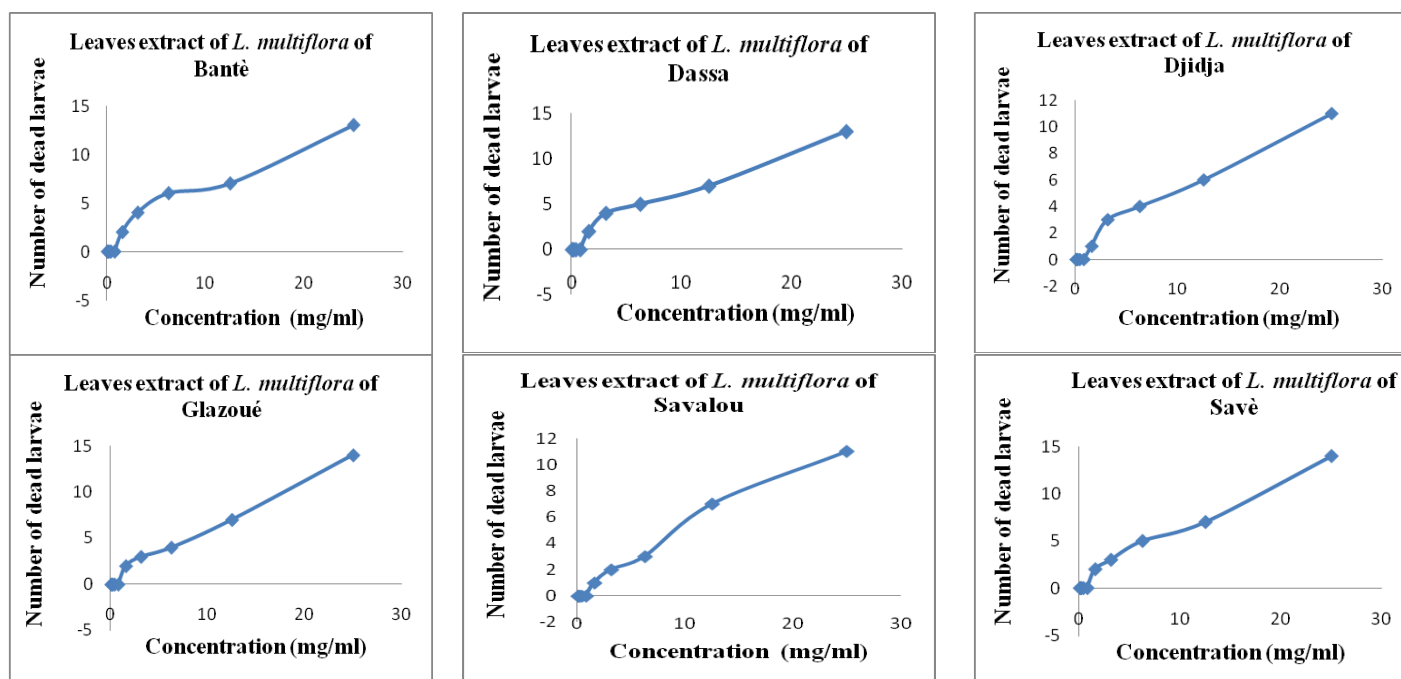 Leaves extract of L. multiflora of
Bantè
Number of dead larvae
15
10
5
0
-5
0
10
20
30
Concentration (mg/ml)
Leaves extract of L. multiflora of
Dassa
Number of dead larvae
15
10
5
0
-5
0
10
20
30
Concentration (mg/ml)
Leaves extract of L. multiflora of
Djidja
Number of dead larvae
12
10
8
6
4
2
0
-2
0
10
20
30
Concentration (mg/ml)
Leaves extract of L. multiflora of
Glazoué
Number of dead larvae
15
10
5
0
-5
0
10
20
30
Concentration (mg/ml)
Leaves extract of L. multiflora of
Savalou
Number of dead larvae
12
10
8
6
4
2
0
-2
0
10
20
30
Concentration (mg/ml)
Leaves extract of L. multiflora of
Savè
Number of dead larvae
15
10
5
0
-5
0
10
20
30
Concentration (mg/ml)